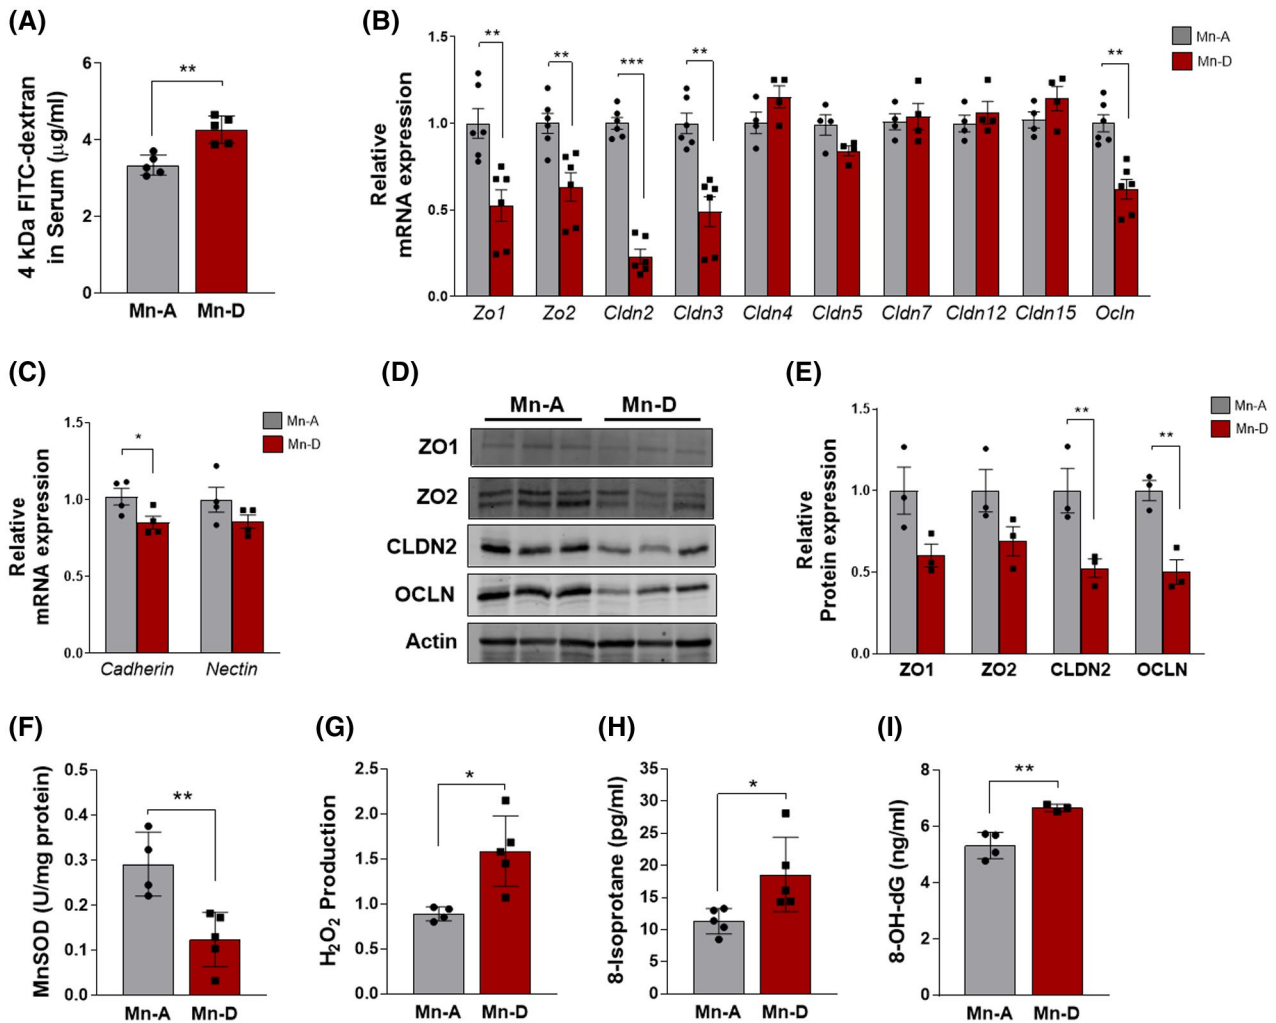 (A)
4 kDa FITC-dextran
in Serum (µg/ml)
6
4
2
0
**
Mn-A Mn-D
(B)
Relative
mRNA expression
1.5
1.0
0.5
0.0
** ** *** ** **
Zo1 Zo2 Cldn2 Cldn3 Cldn4 Cldn5 Cldn7 Cldn12 Cldn15 Ocln
Mn-A
Mn-D
(C)
Relative
mRNA expression
1.5
1.0
0.5
0.0
*
Cadherin Nectin
Mn-A
Mn-D
(D)
Mn-A Mn-D
ZO1
ZO2
CLDN2
OCLN
Actin
(E)
Relative
Protein expression
1.5
1.0
0.5
0.0
** **
ZO1 ZO2 CLDN2 OCLN
Mn-A
Mn-D
(F)
MnSOD (U/mg protein)
0.5
0.4
0.3
0.2
0.1
0.0
**
Mn-A Mn-D
(G)
H2O2 Production
2.5
2.0
1.5
1.0
0.5
0.0
*
Mn-A Mn-D
(H)
8-Isoprotane (pg/ml)
35
30
25
20
15
10
5
0
*
Mn-A Mn-D
(I)
8-OH-dG (ng/ml)
8
6
4
2
0
**
Mn-A Mn-D